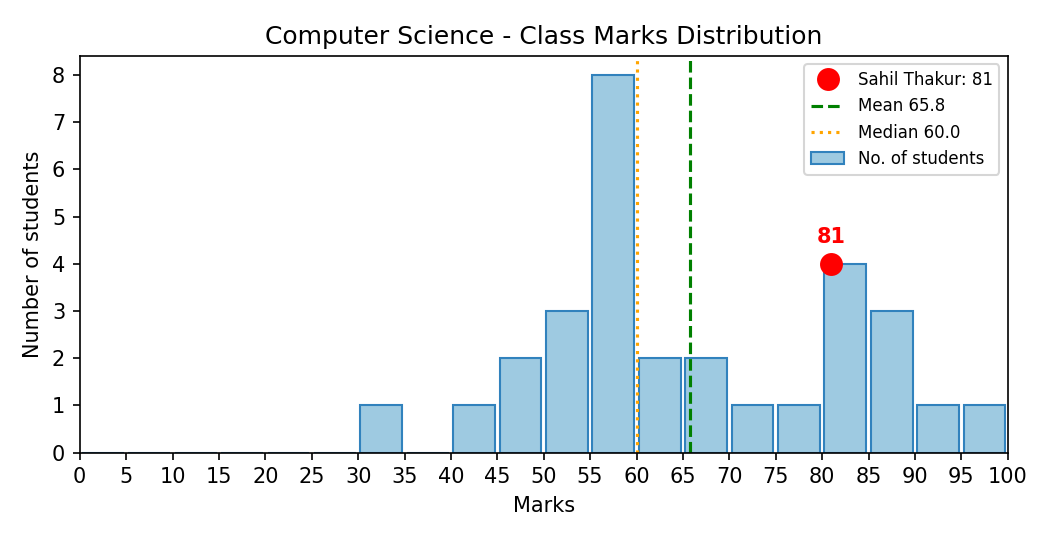 Computer Science - Class Marks Distribution
Number of students
8
7
6
5
4
3
2
1
0
Sahil Thakur: 81
Mean 65.8
Median 60.0
No. of students
81
0 5 10 15 20 25 30 35 40 45 50 55 60 65 70 75 80 85 90 95 100
Marks